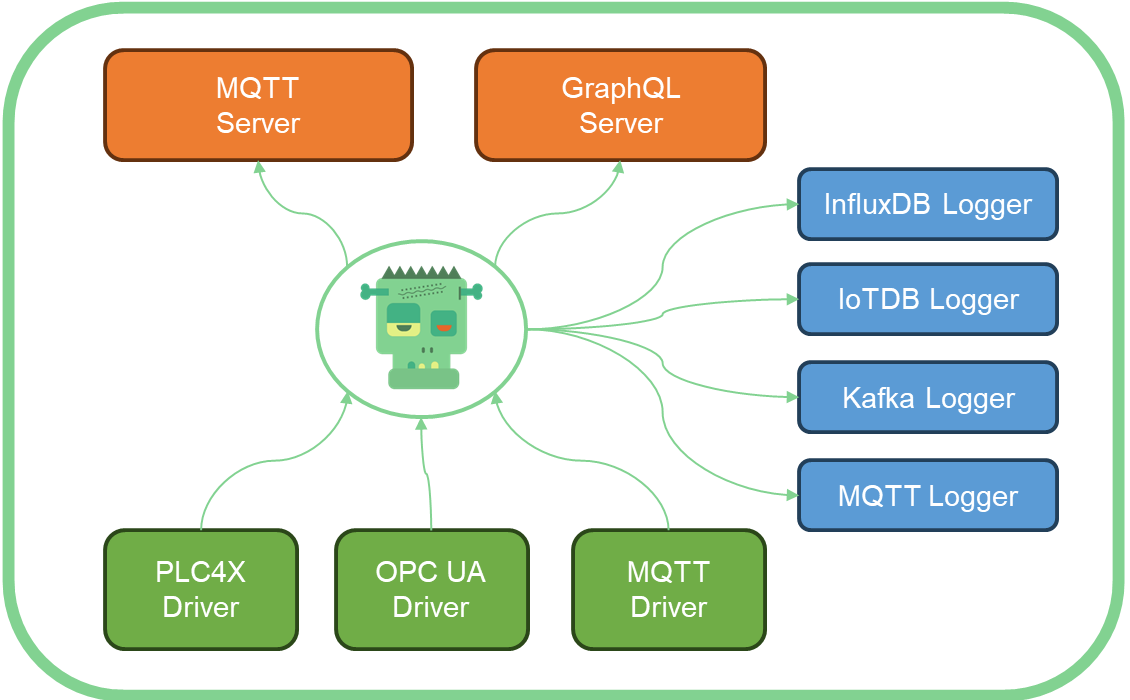 MQTT
Server
GraphQL
Server
InfluxDB Logger
IoTDB Logger
Kafka Logger
MQTT Logger
PLC4X
Driver
OPC UA
Driver
MQTT
Driver